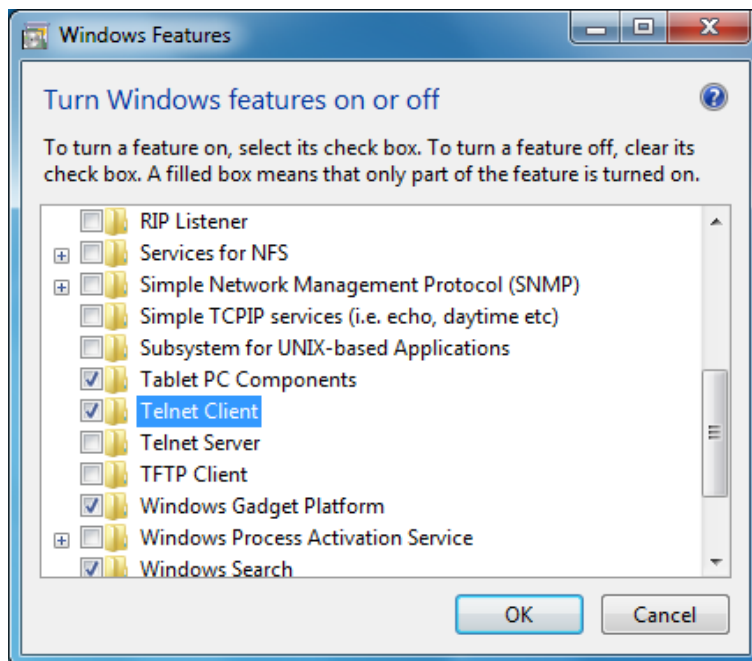 Windows Features
Turn Windows features on or off
To turn a feature on, select its check box. To turn a feature off, clear its
check box. A filled box means that only part of the feature is turned on.
RIP Listener
Services for NFS
Simple Network Management Protocol (SNMP)
Simple TCPIP services (i.e. echo, daytime etc)
Subsystem for UNIX-based Applications
Tablet PC Components
Telnet Client
Telnet Server
TFTP Client
Windows Gadget Platform
Windows Process Activation Service
Windows Search
OK Cancel